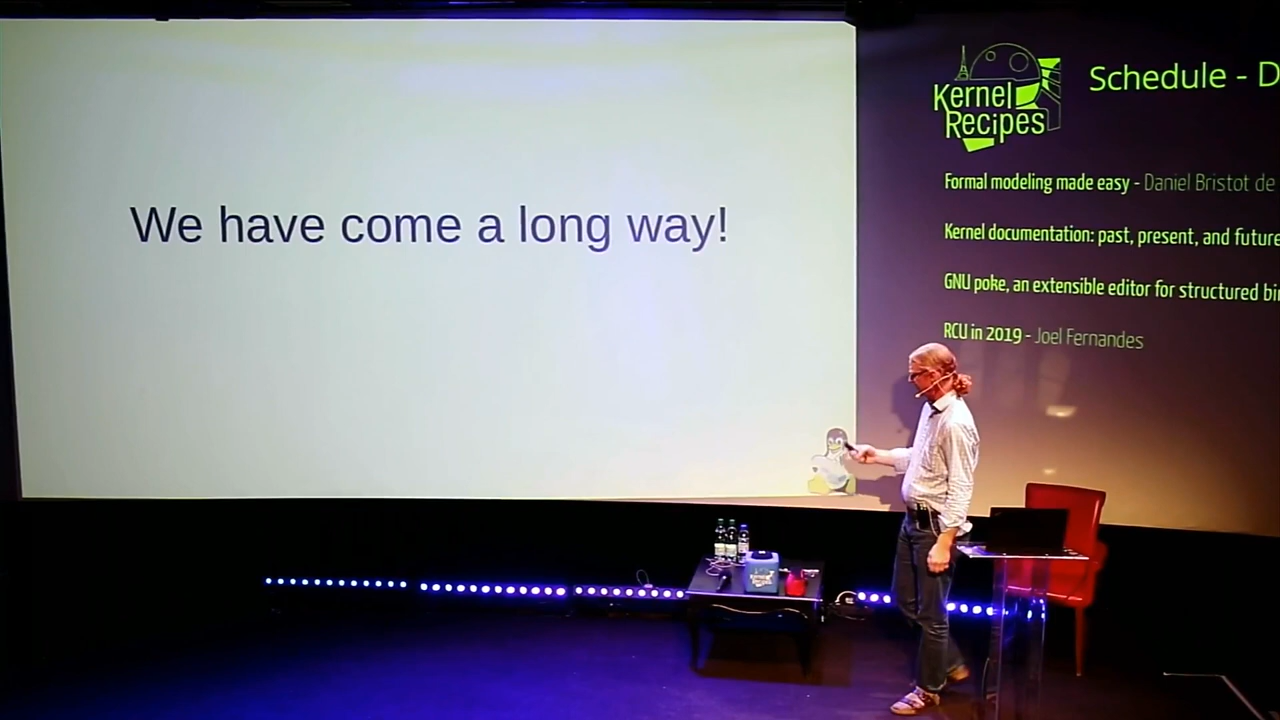 We have come a long way!
Kernel
Recipes
Schedule - D
Formal modeling made easy - Daniel Bristot de
Kernel documentation: past, present, and future
GNU poke, an extensible editor for structured bi
RCU in 2019 - Joel Fernandes